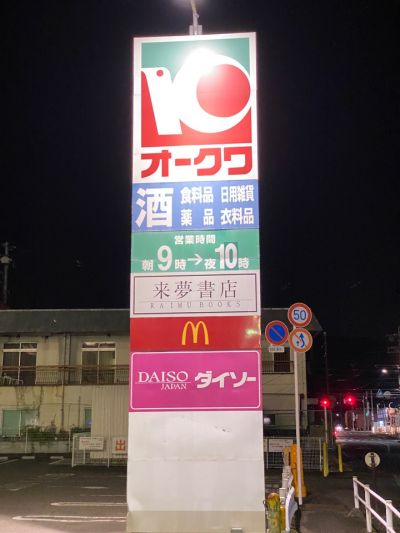 オークワ
酒 食料品 日用雑貨
薬品 衣料品
営業時間
朝9時→夜10時
来夢書店
RAIMU BOOKS
DAISO ダイソー
JAPAN
50
出